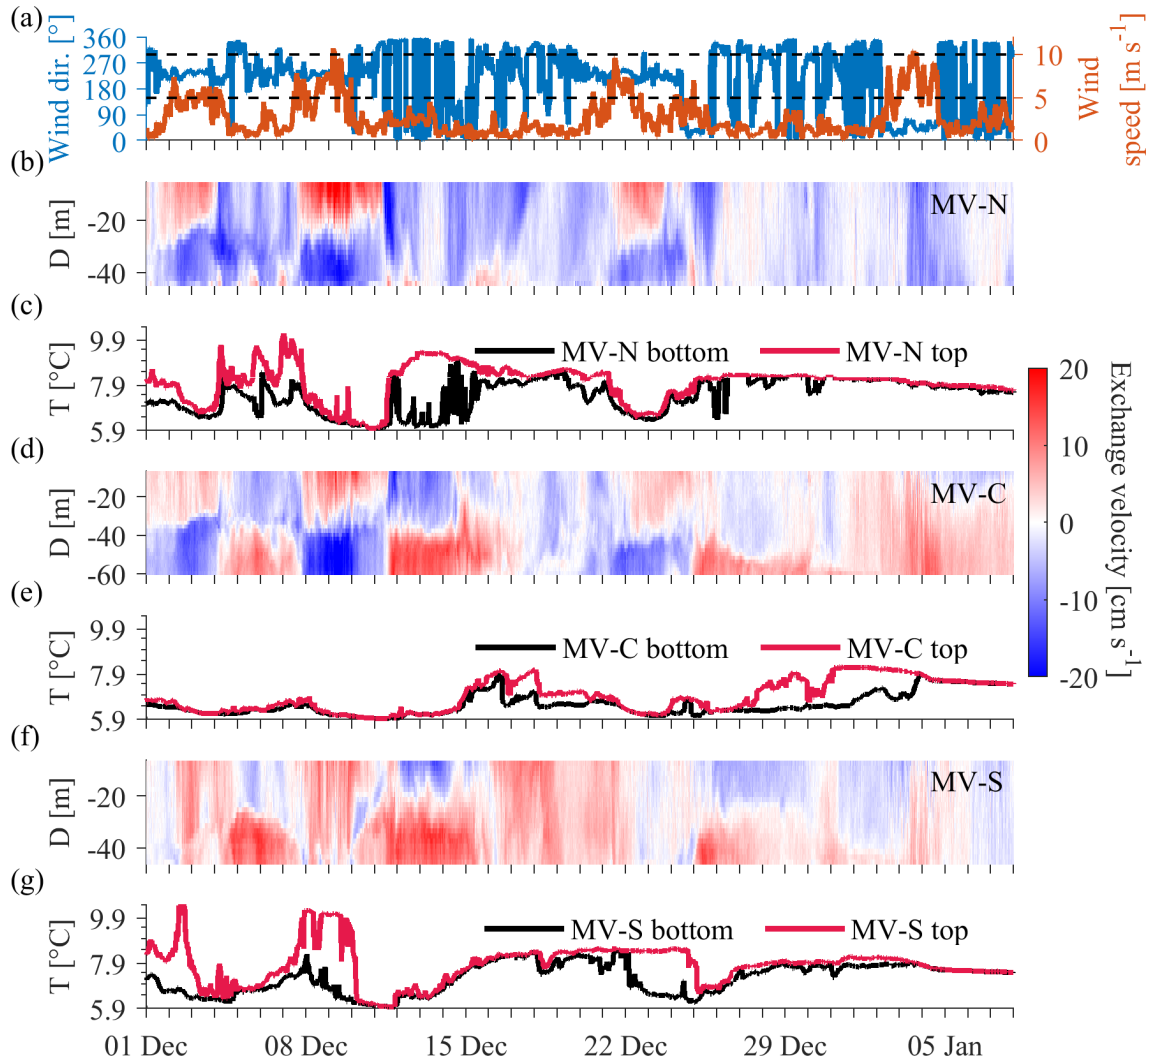 (a)
Wind dir. [°]
360
270
180
90
0
10
5
0
Wind
speed [m s-1]
(b)
D [m]
-20
-40
MV-N
(c)
T [°C]
9.9
7.9
5.9
MV-N bottom MV-N top
(d)
D [m]
-20
-40
-60
MV-C
(e)
T [°C]
9.9
7.9
5.9
MV-C bottom MV-C top
20
10
0
-10
-20
Exchange velocity [cm s-1]
(f)
D [m]
-20
-40
MV-S
(g)
T [°C]
9.9
7.9
5.9
MV-S bottom MV-S top
01 Dec 08 Dec 15 Dec 22 Dec 29 Dec 05 Jan